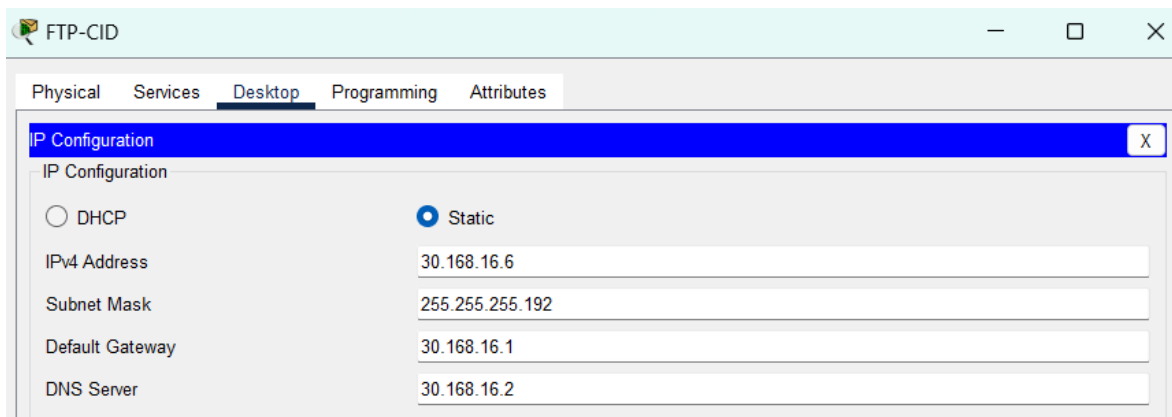 FTP-CID
Physical Services Desktop Programming Attributes
IP Configuration X
IP Configuration
DHCP Static
IPv4 Address 30.168.16.6
Subnet Mask 255.255.255.192
Default Gateway 30.168.16.1
DNS Server 30.168.16.2